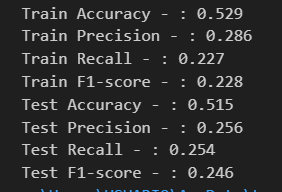 Train Accuracy - : 0.529
Train Precision - : 0.286
Train Recall - : 0.227
Train F1-score - : 0.228
Test Accuracy - : 0.515
Test Precision - : 0.256
Test Recall - : 0.254
Test F1-score - : 0.246